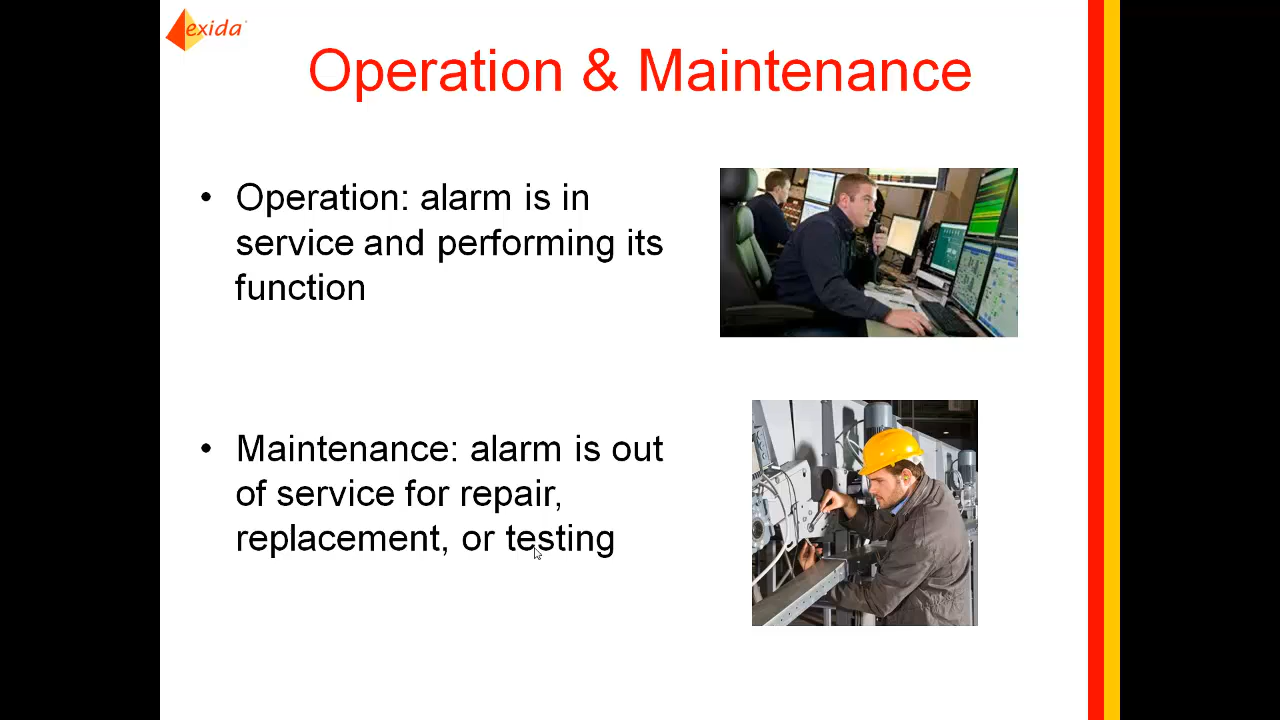 exida
Operation & Maintenance
• Operation: alarm is in
service and performing its
function
• Maintenance: alarm is out
of service for repair,
replacement, or testing